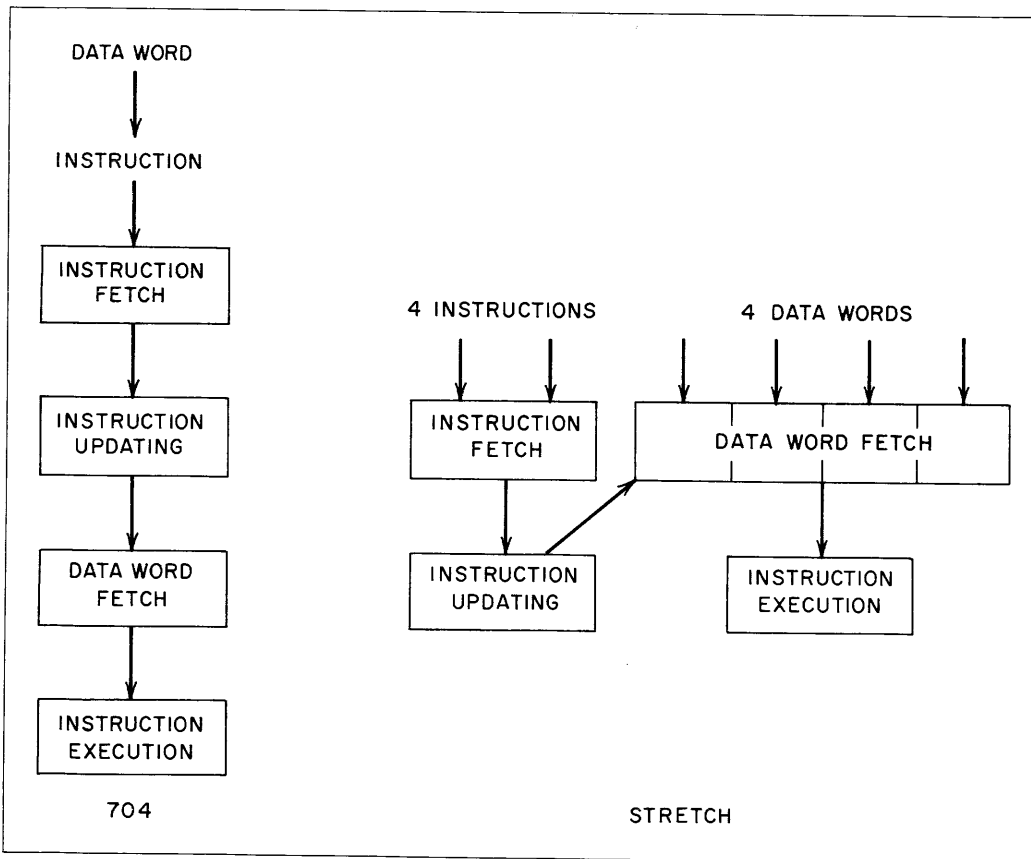 DATA WORD
INSTRUCTION
INSTRUCTION
FETCH
INSTRUCTION
UPDATING
DATA WORD
FETCH
INSTRUCTION
EXECUTION
704
4 INSTRUCTIONS
4 DATA WORDS
INSTRUCTION
FETCH
DATA WORD FETCH
INSTRUCTION
UPDATING
INSTRUCTION
EXECUTION
STRETCH